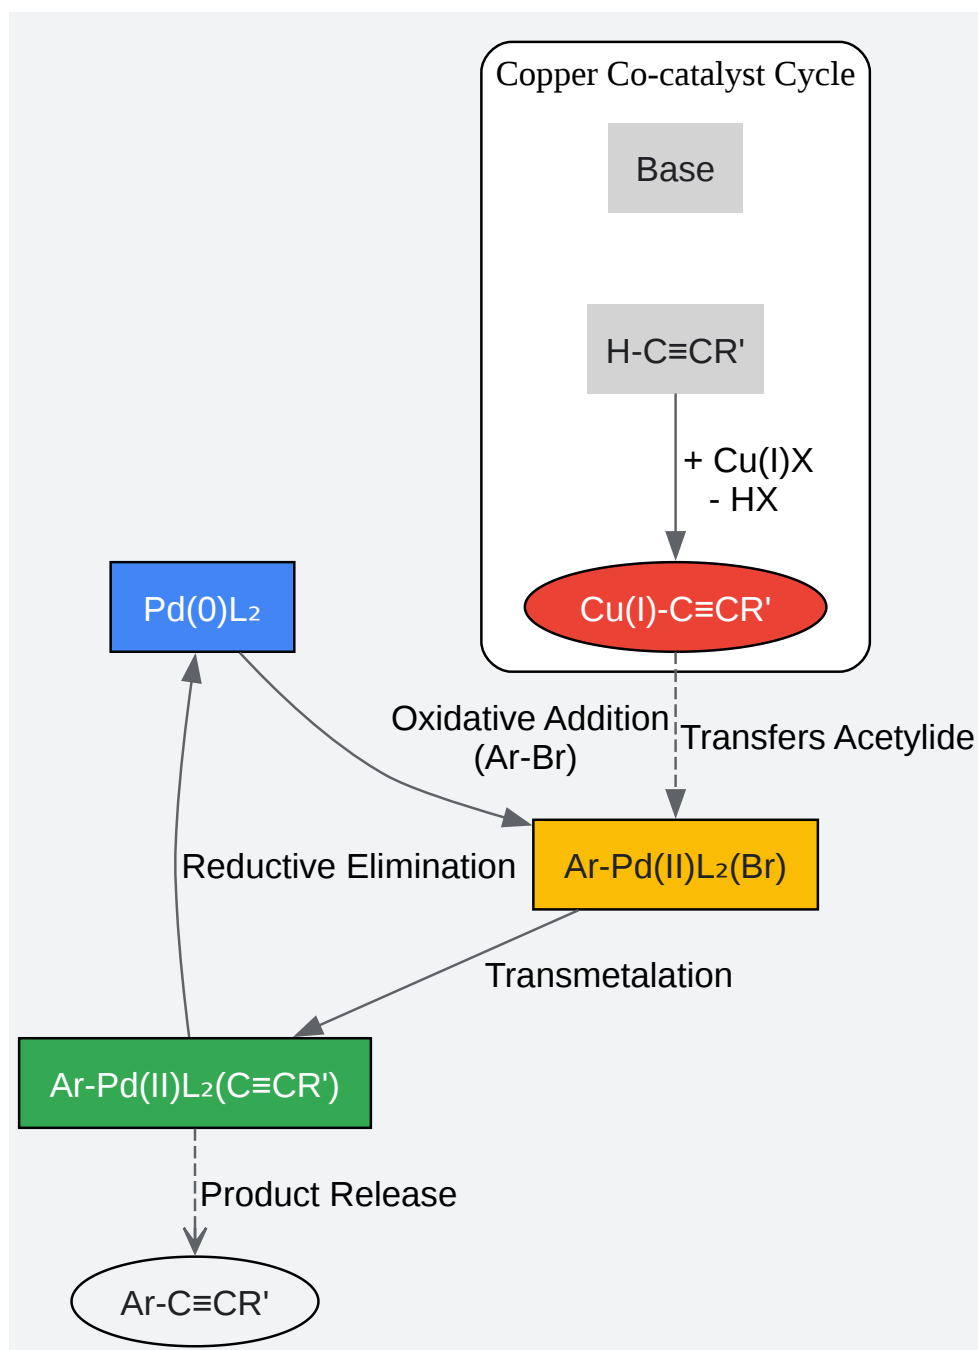 Copper Co-catalyst Cycle
Base
H-C≡CR'
+ Cu(I)X
- HX
Pd(0)L₂
Cu(I)-C≡CR'
Oxidative Addition
(Ar-Br)
Transfers Acetylide
Reductive Elimination
Ar-Pd(II)L₂(Br)
Transmetalation
Ar-Pd(II)L₂(C≡CR')
Product Release
Ar-C≡CR'